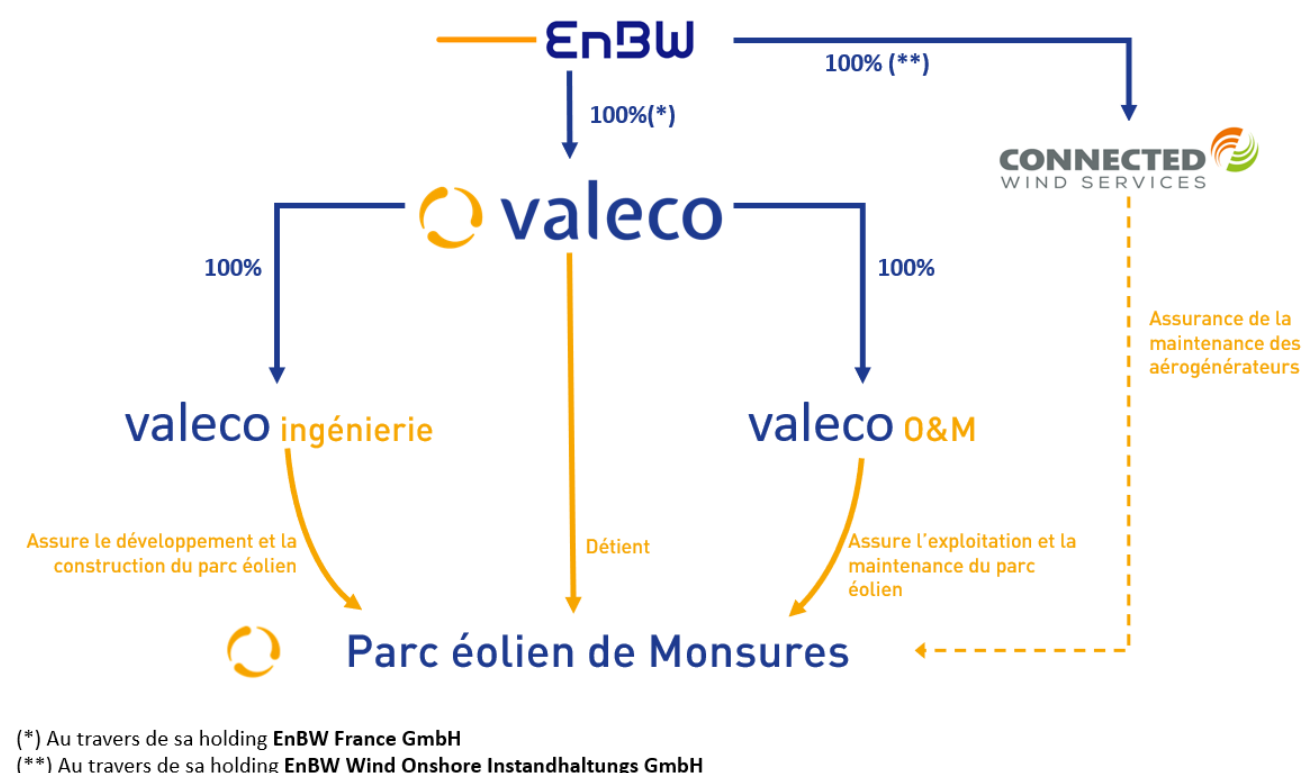 EnBW
100% (**)
100%(*)
CONNECTED
WIND SERVICES
valeco
100%
100%
Assurance de la
maintenance des
aérogénérateurs
valeco ingénierie
valeco O&M
Assure le développement et la
construction du parc éolien
Détient
Assure l'exploitation et la
maintenance du parc
éolien
Parc éolien de Monsures
(*) Au travers de sa holding EnBW France GmbH
(**) Au travers de sa holding EnBW Wind Onshore Instandhaltungs GmbH